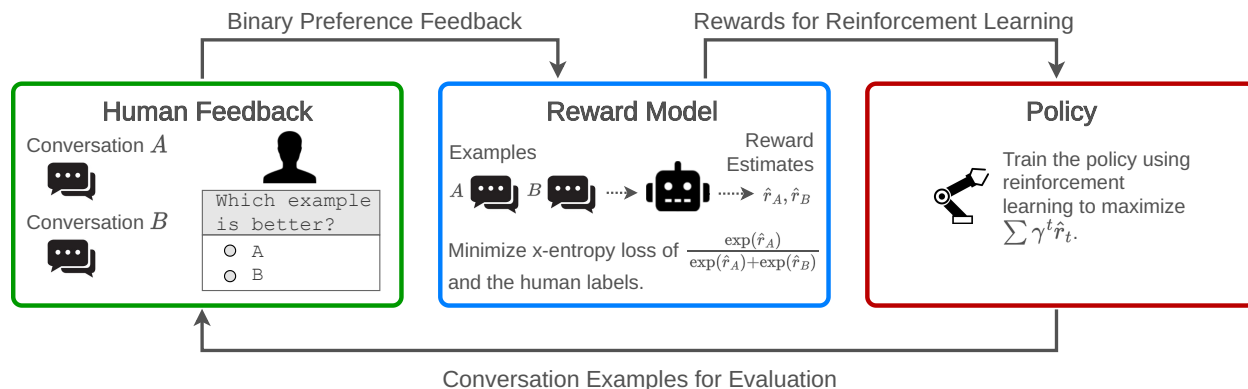 Binary Preference Feedback
Rewards for Reinforcement Learning
Human Feedback
Conversation A
Conversation B
Which example
is better?
A
B
Reward Model
Examples
A
B
Reward
Estimates
r̂_A, r̂_B
Minimize x-entropy loss of exp(r̂_A) / exp(r̂_A)+exp(r̂_B)
and the human labels.
Policy
Train the policy using
reinforcement
learning to maximize
∑ γ^t r̂_t.
Conversation Examples for Evaluation